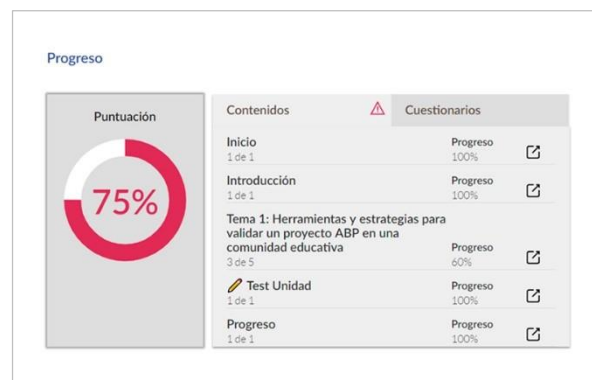 Progreso
Puntuación
75%
Contenidos
Cuestionarios
Inicio
Progreso
1 de 1
100%
Introducción
Progreso
1 de 1
100%
Tema 1: Herramientas y estrategias para
validar un proyecto ABP en una
comunidad educativa
Progreso
3 de 5
60%
Test Unidad
Progreso
1 de 1
100%
Progreso
Progreso
1 de 1
100%